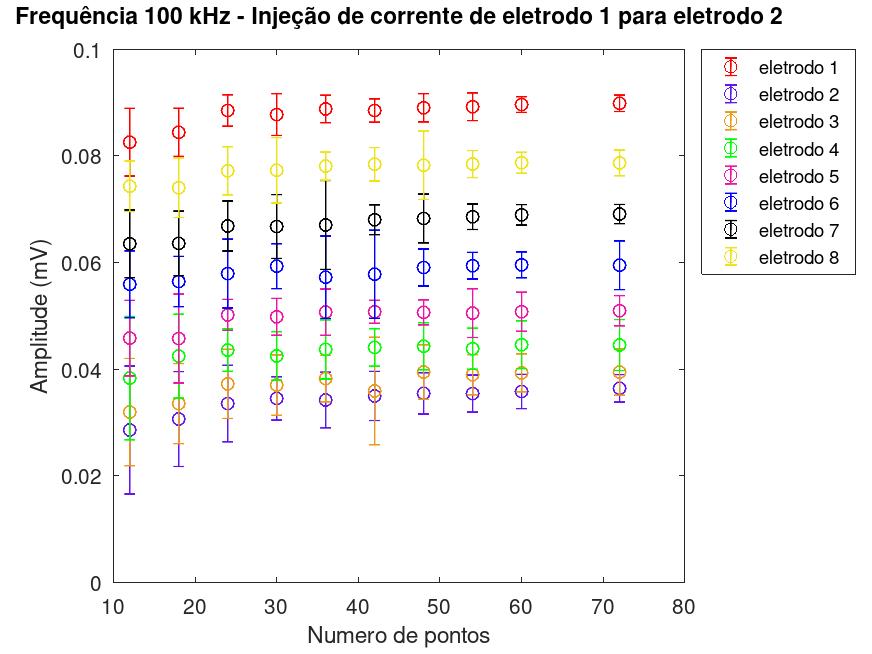 Frequência 100 kHz - Injeção de corrente de eletrodo 1 para eletrodo 2
0.1
0.08
0.06
0.04
0.02
0
Amplitude (mV)
10 20 30 40 50 60 70 80
Numero de pontos
eletrodo 1
eletrodo 2
eletrodo 3
eletrodo 4
eletrodo 5
eletrodo 6
eletrodo 7
eletrodo 8